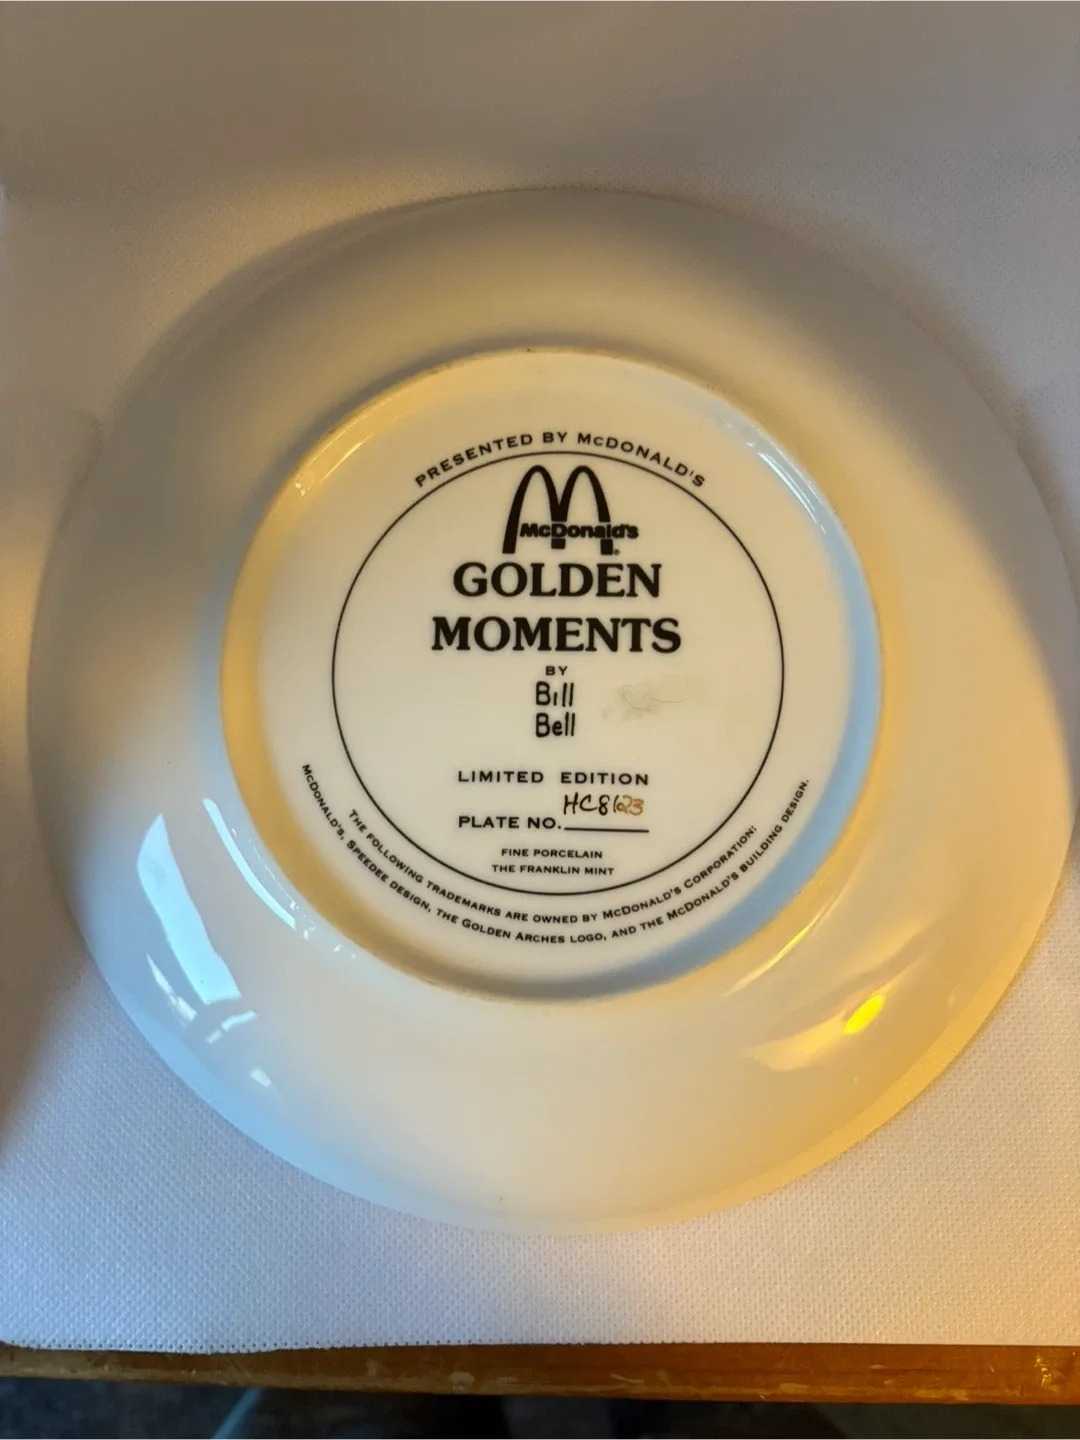 PRESENTED BY McDONALD'S
McDonald's®
GOLDEN
MOMENTS
BY
Bill
Bell
LIMITED EDITION
HC8623
PLATE NO.
FINE PORCELAIN
THE FRANKLIN MINT
THE FOLLOWING TRADEMARKS ARE OWNED BY McDONALD'S CORPORATION:
McDONALD'S, SPEEDEE DESIGN, THE GOLDEN ARCHES LOGO, AND THE McDONALD'S BUILDING DESIGN.